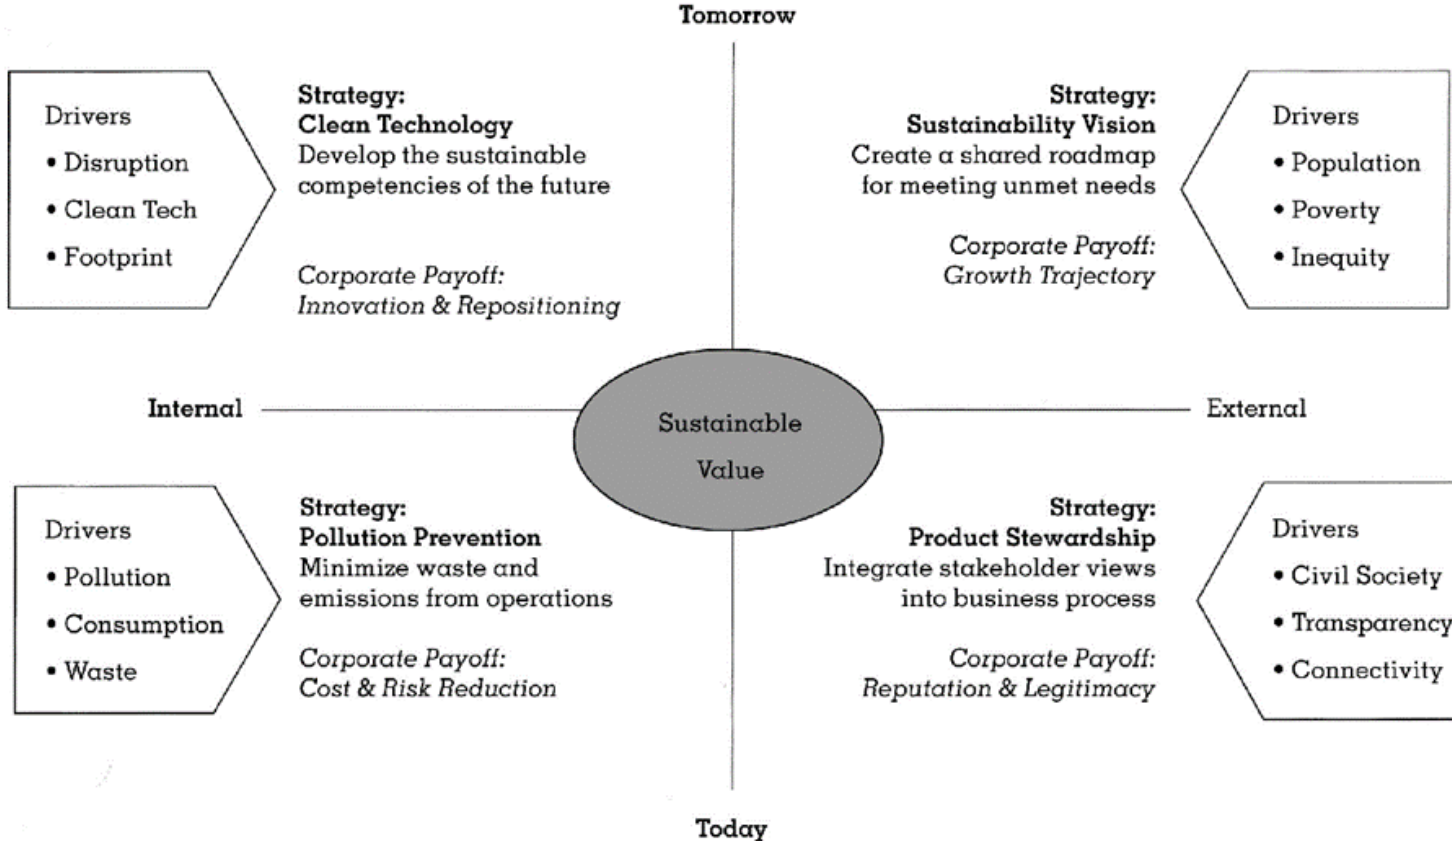 Tomorrow
Drivers
• Disruption
• Clean Tech
• Footprint
Strategy:
Clean Technology
Develop the sustainable
competencies of the future
Corporate Payoff:
Innovation & Repositioning
Strategy:
Sustainability Vision
Create a shared roadmap
for meeting unmet needs
Corporate Payoff:
Growth Trajectory
Drivers
• Population
• Poverty
• Inequity
Internal
Sustainable
Value
External
Drivers
• Pollution
• Consumption
• Waste
Strategy:
Pollution Prevention
Minimize waste and
emissions from operations
Corporate Payoff:
Cost & Risk Reduction
Strategy:
Product Stewardship
Integrate stakeholder views
into business process
Corporate Payoff:
Reputation & Legitimacy
Drivers
• Civil Society
• Transparency
• Connectivity
Today